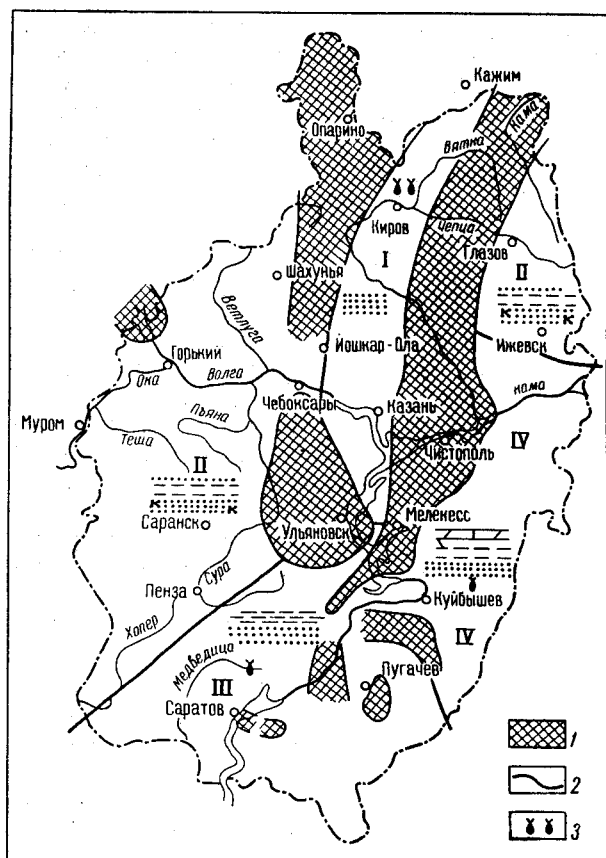 Кажим
Кама
Опарино
Вятка
Киров
Чепца
Глазов
I
II
Шахунья
Ветлуга
Йошкар-Ола
Ижевск
Горький
Ока
Волга
Кама
Чебоксары
Казань
Муром
Пьяна
Теша
IV
Чистополь
II
Мелекесс
Саранск
Ульяновск
Сура
Пенза
Куйбышев
Хопер
IV
Медведица
Пугачев
III
Саратов
1
2
3